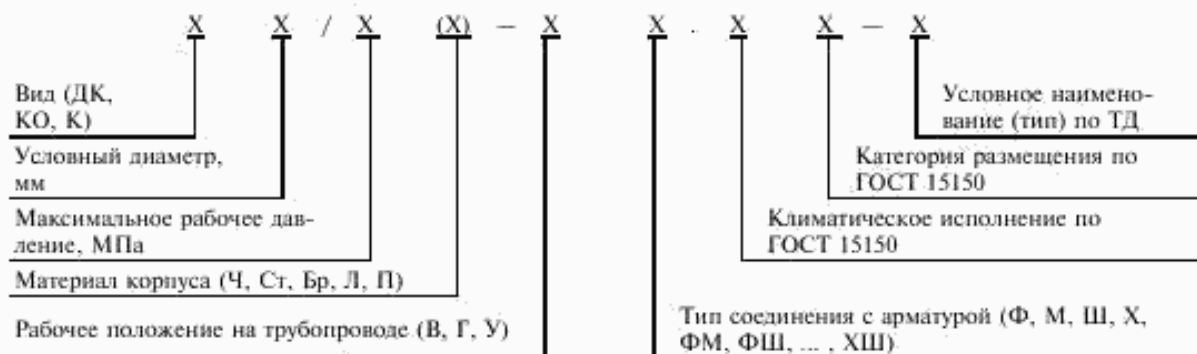 X X / X (X) – X X . X X – X
Вид (ДК,
КО, К)
Условный диаметр,
мм
Максимальное рабочее дав-
ление, МПа
Материал корпуса (Ч, Ст, Бр, Л, П)
Рабочее положение на трубопроводе (В, Г, У)
Условное наимено-
вание (тип) по ТД
Категория размещения по
ГОСТ 15150
Климатическое исполнение по
ГОСТ 15150
Тип соединения с арматурой (Ф, М, Ш, Х,
ФМ, ФШ, ... , ХШ)